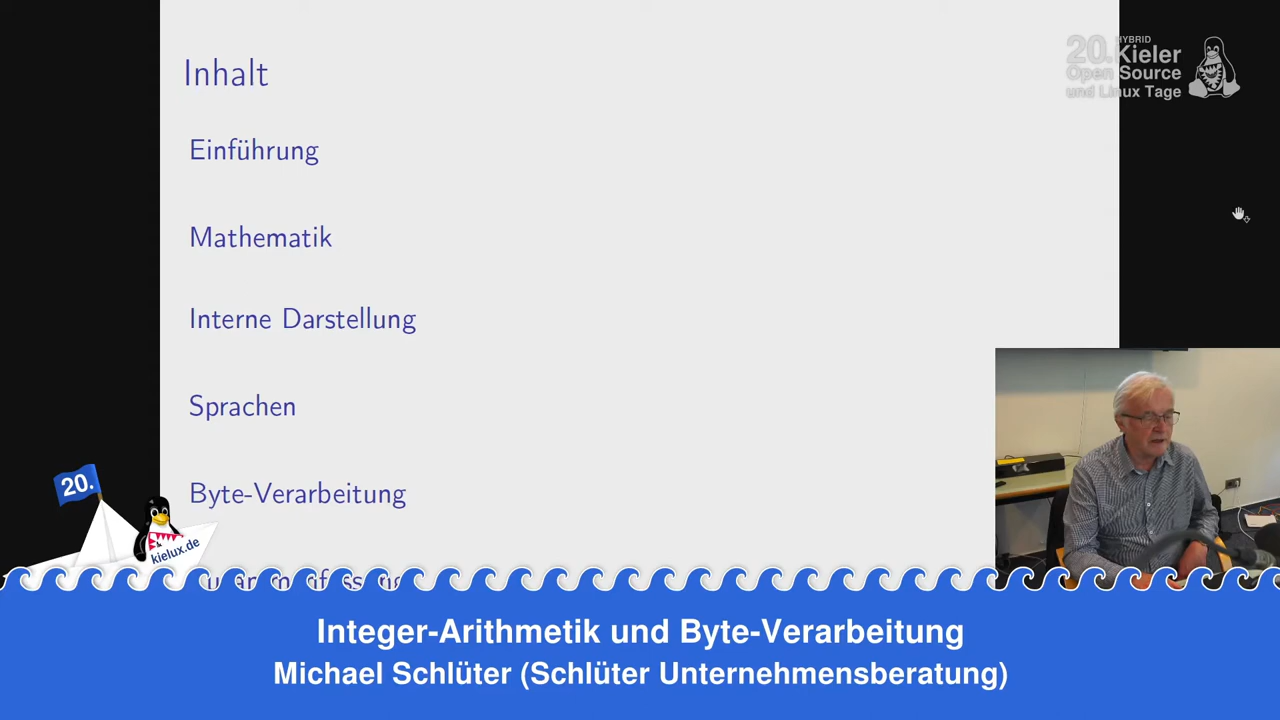 Inhalt
HYBRID
20. Kieler
Open Source
und Linux Tage
Einführung
Mathematik
Interne Darstellung
Sprachen
Byte-Verarbeitung
20.
kielux.de
Integer-Arithmetik und Byte-Verarbeitung
Michael Schlüter (Schlüter Unternehmensberatung)